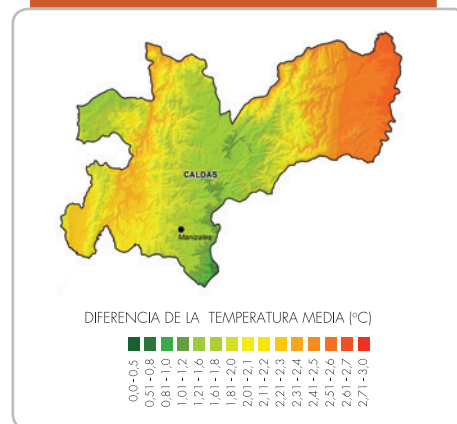 CALDAS
Manizales
DIFERENCIA DE LA TEMPERATURA MEDIA (ºC)
0,0 - 0,5
0,51 - 0,8
0,81 - 1,0
1,01 - 1,2
1,21 - 1,6
1,61 - 1,8
1,81 - 2,0
2,01 - 2,1
2,11 - 2,2
2,21 - 2,3
2,31 - 2,4
2,41 - 2,5
2,51 - 2,6
2,61 - 2,7
2,71 - 3,0